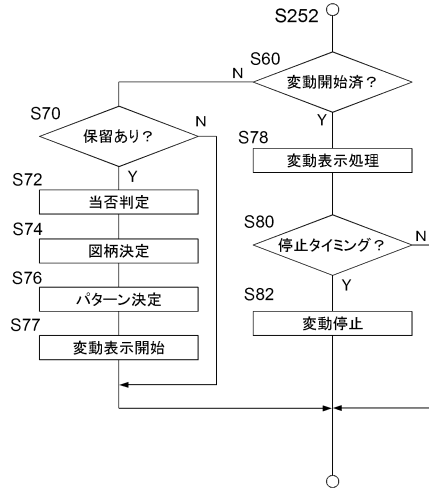 S252
S60
変動開始済？
N
Y
S70
保留あり？
N
Y
S78
変動表示処理
S72
当否判定
S74
図柄決定
S80
停止タイミング？
N
Y
S76
パターン決定
S82
変動停止
S77
変動表示開始